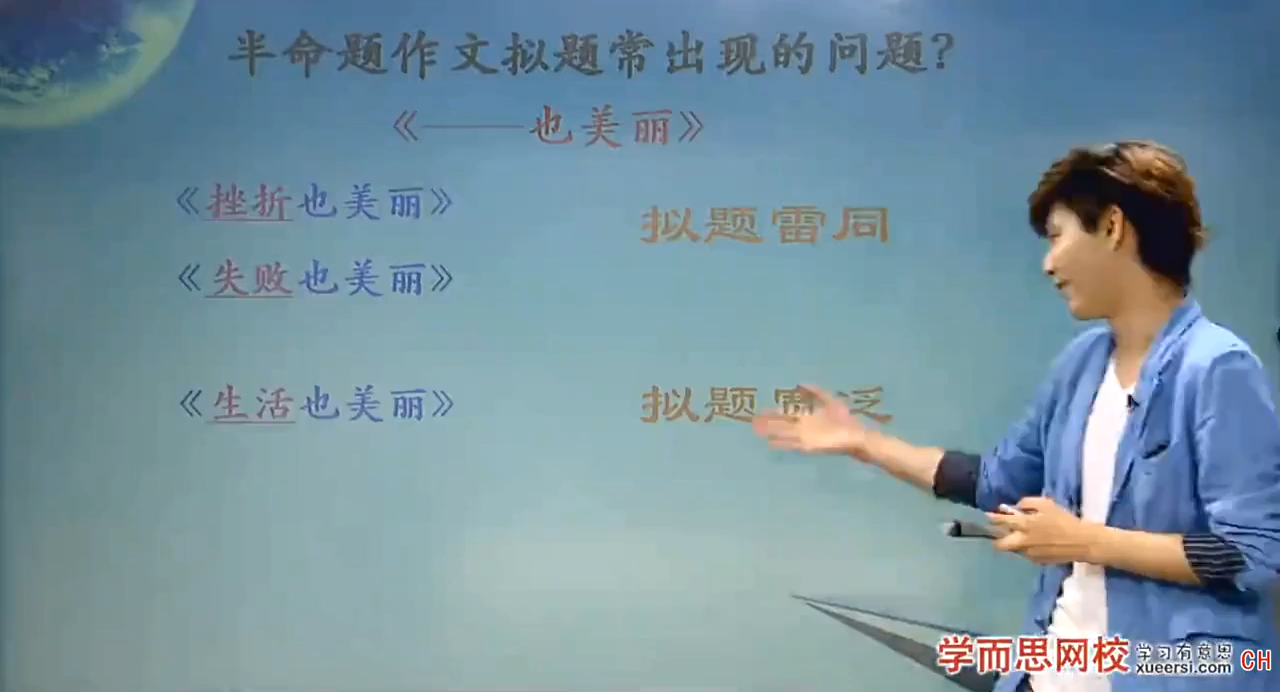 半命题作文拟题常出现的问题?
《——也美丽》
《挫折也美丽》
拟题雷同
《失败也美丽》
《生活也美丽》
拟题宽泛
学而思网校
学习有意思
xueersi.com
CH